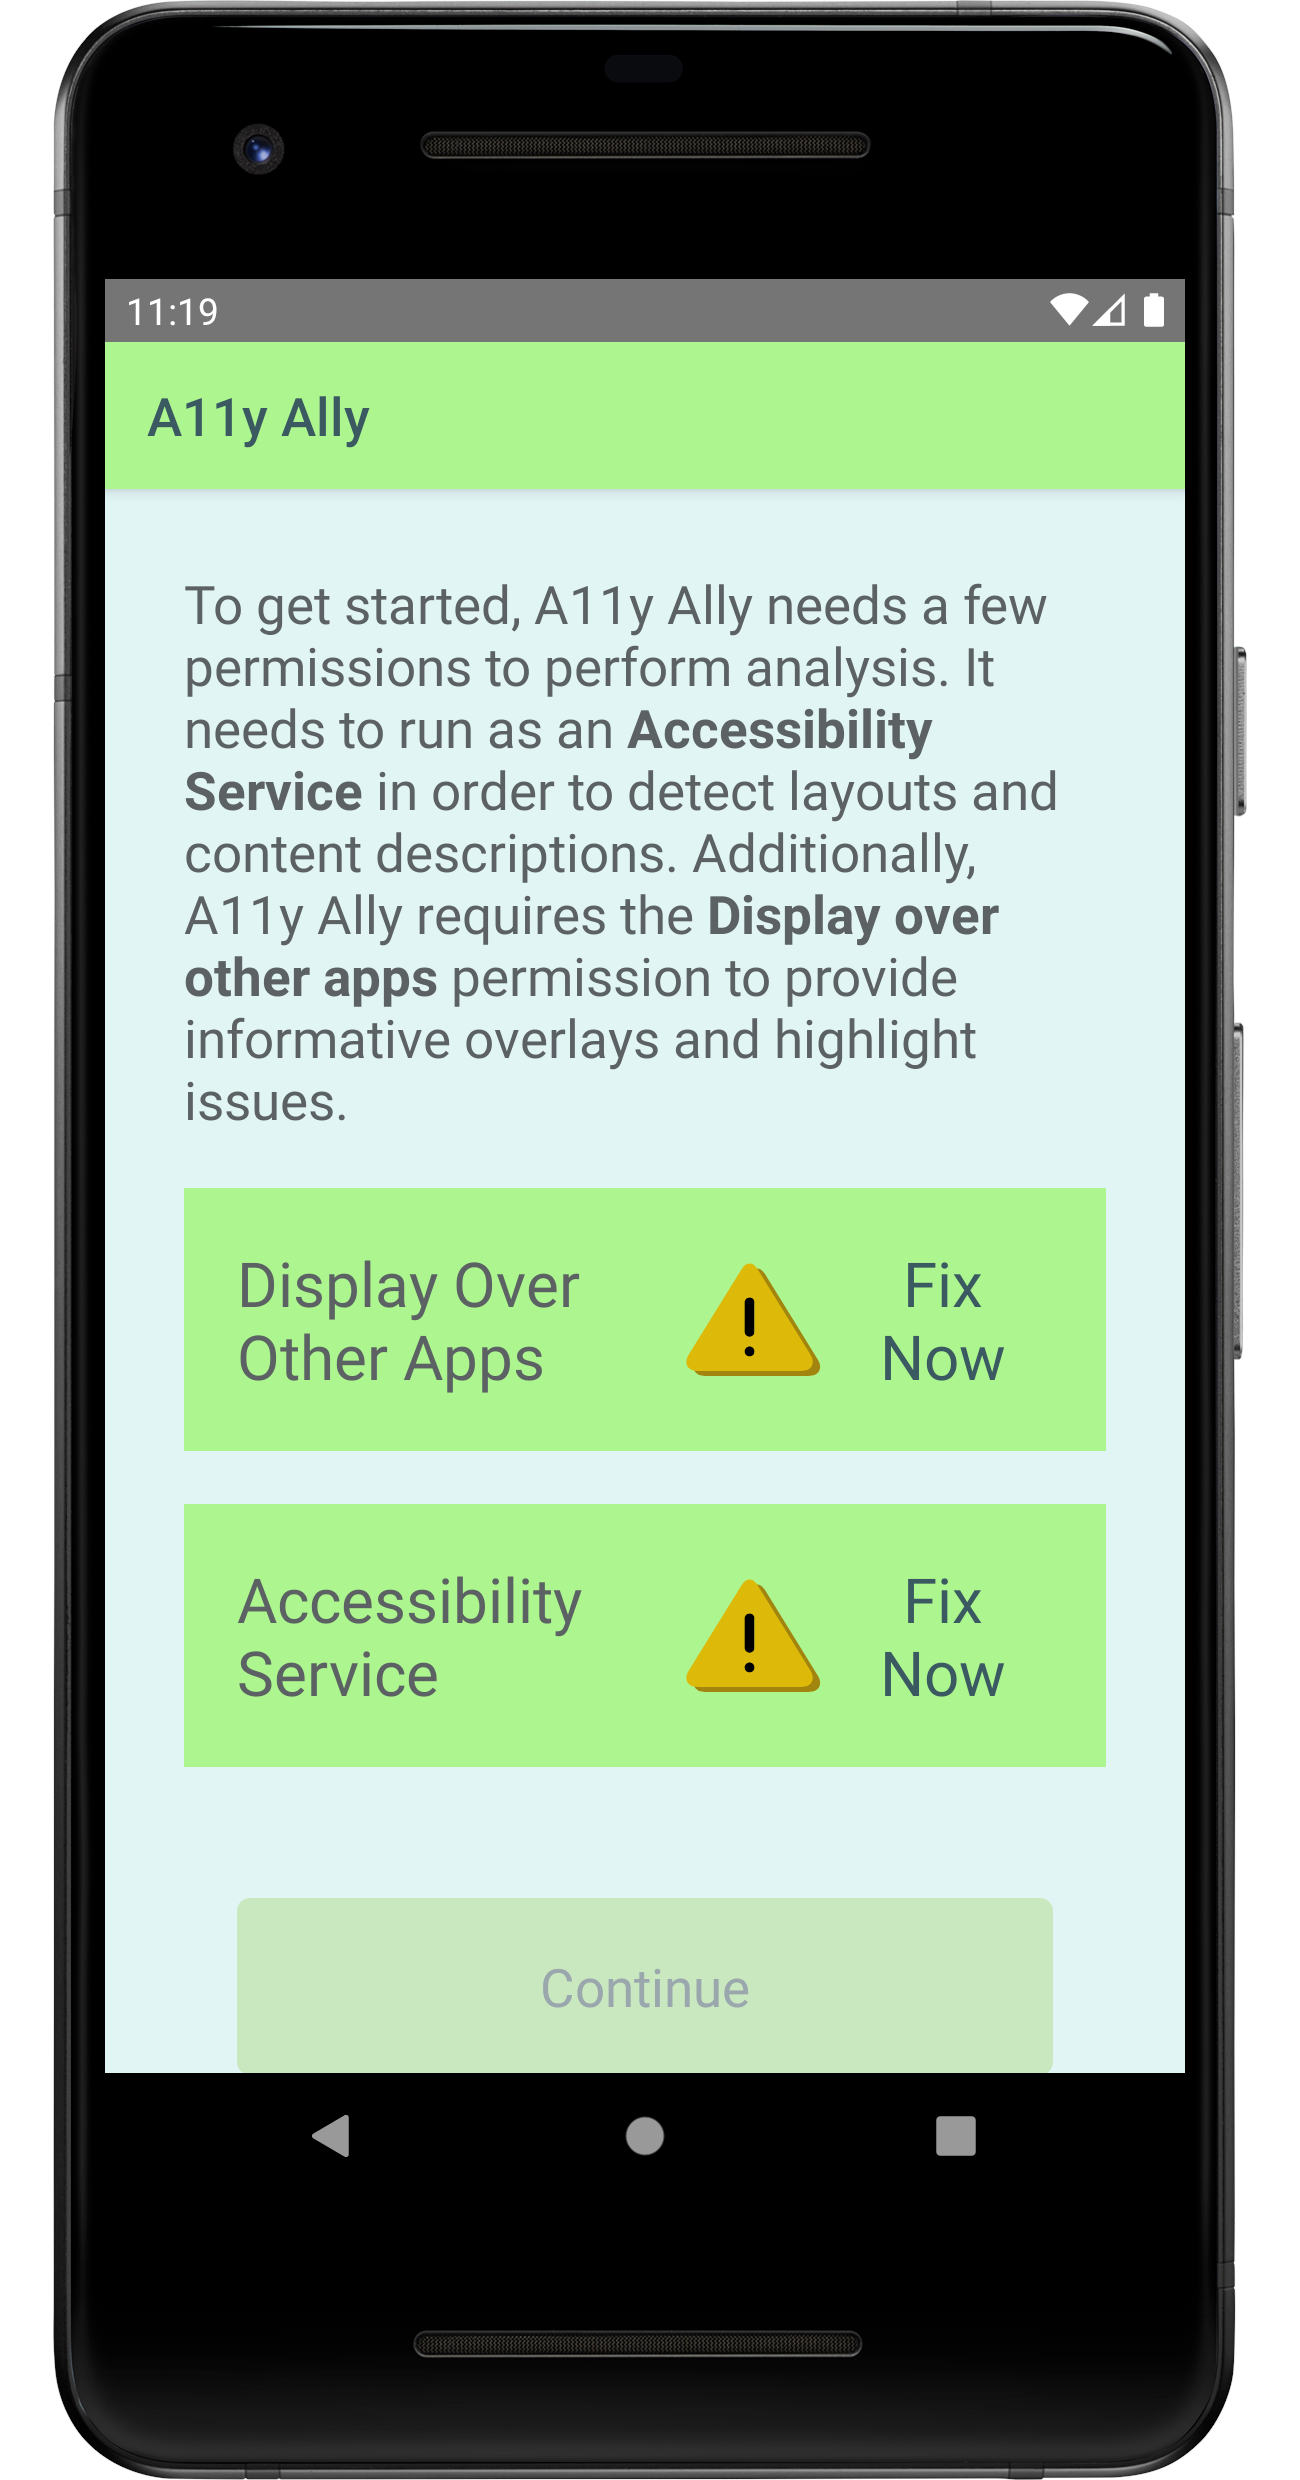 11:19
A11y Ally
To get started, A11y Ally needs a few
permissions to perform analysis. It
needs to run as an Accessibility
Service in order to detect layouts and
content descriptions. Additionally,
A11y Ally requires the Display over
other apps permission to provide
informative overlays and highlight
issues.
Display Over
Other Apps
Fix
Now
Accessibility
Service
Fix
Now
Continue